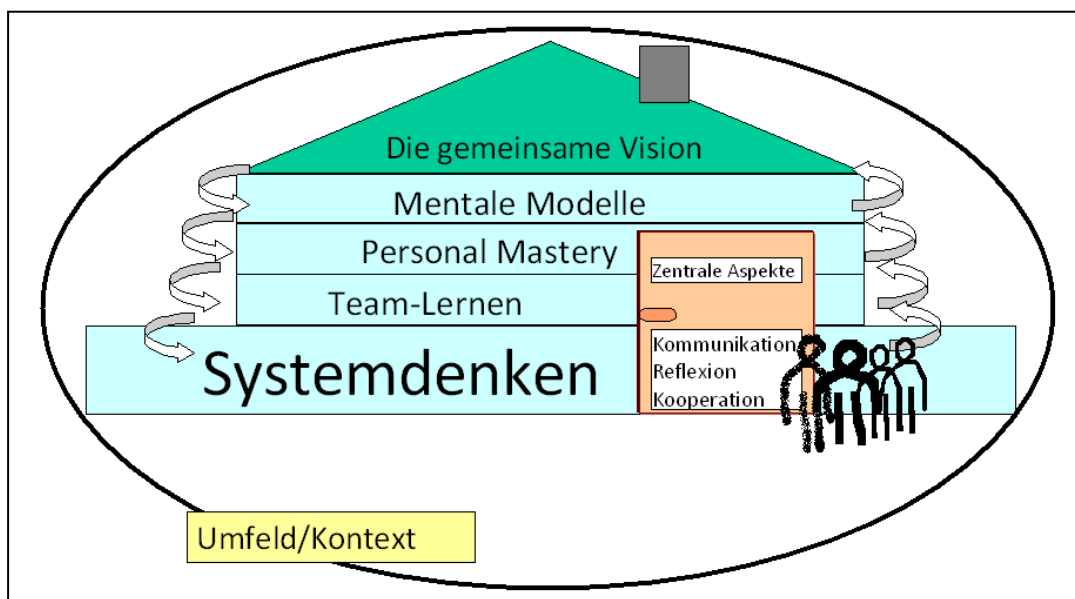 Die gemeinsame Vision
Mentale Modelle
Personal Mastery
Zentrale Aspekte
Team-Lernen
Systemdenken
Kommunikation
Reflexion
Kooperation
Umfeld/Kontext